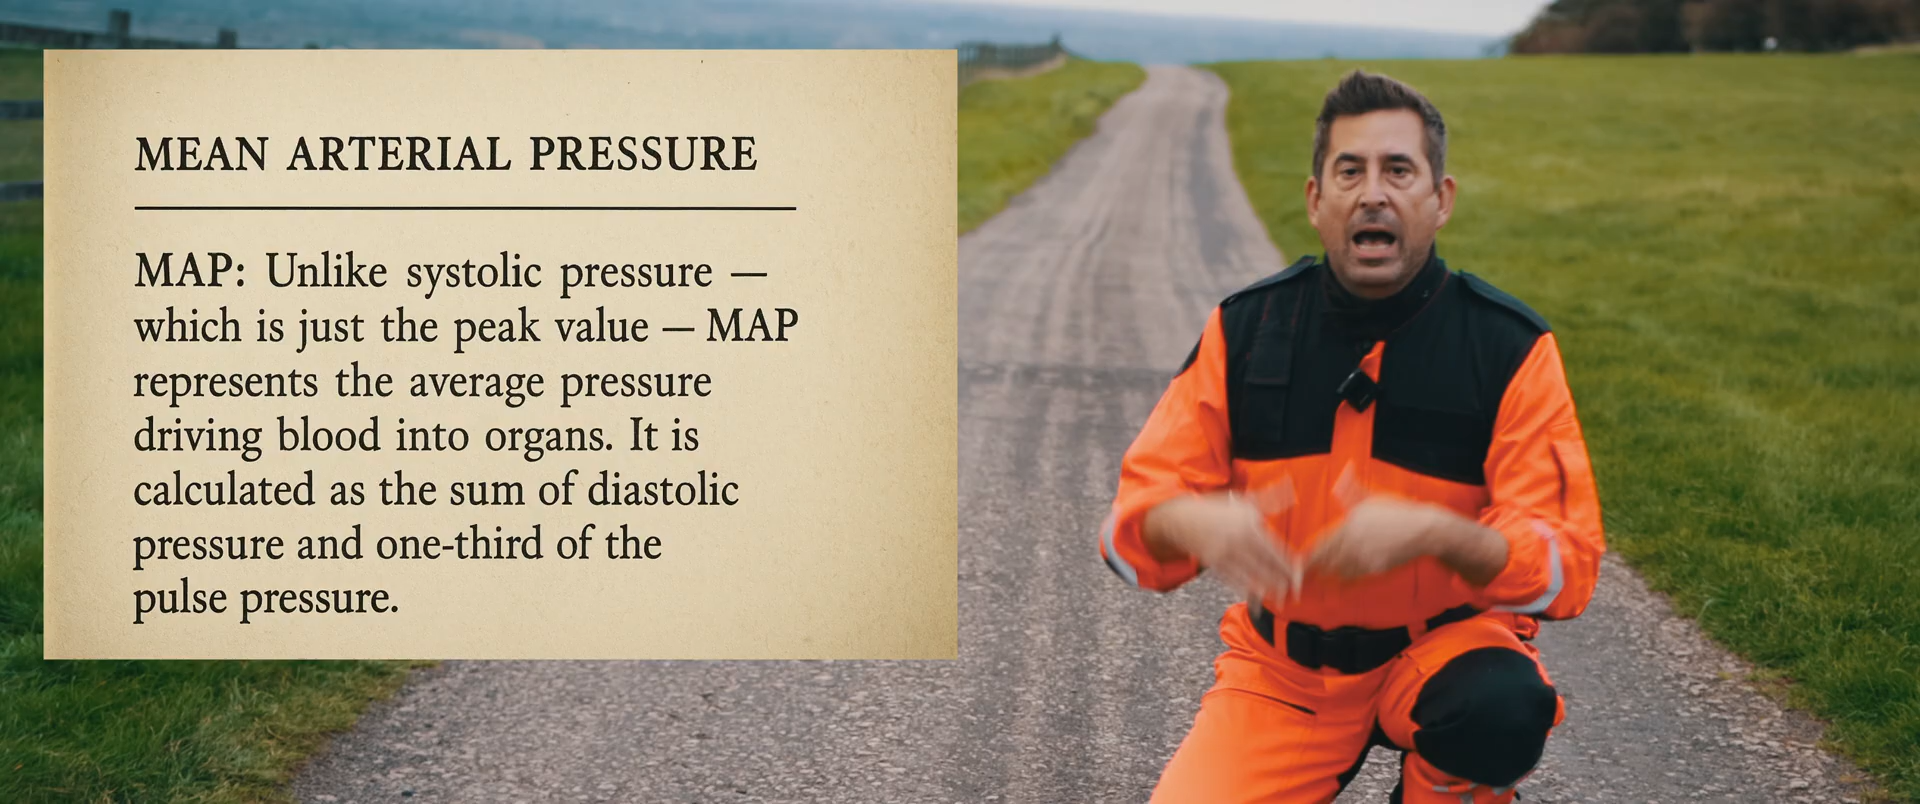 MEAN ARTERIAL PRESSURE
MAP: Unlike systolic pressure —
which is just the peak value — MAP
represents the average pressure
driving blood into organs. It is
calculated as the sum of diastolic
pressure and one-third of the
pulse pressure.